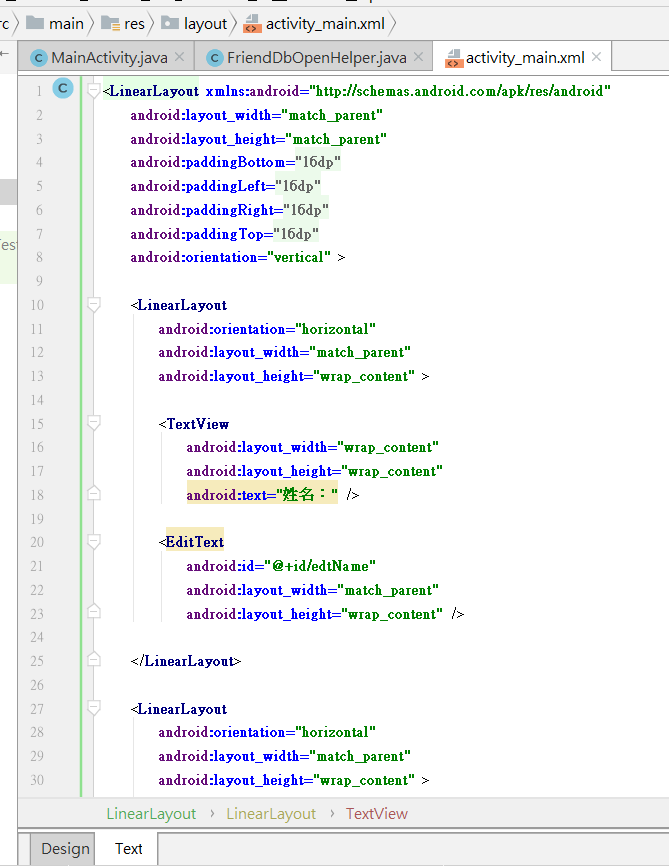 rc main res layout activity_main.xml
MainActivity.java FriendDbOpenHelper.java activity_main.xml
1 C <LinearLayout xmlns:android="http://schemas.android.com/apk/res/android"
2 android:layout_width="match_parent"
3 android:layout_height="match_parent"
4 android:paddingBottom="16dp"
5 android:paddingLeft="16dp"
6 android:paddingRight="16dp"
7 android:paddingTop="16dp"
8 android:orientation="vertical" >
9
10 <LinearLayout
11 android:orientation="horizontal"
12 android:layout_width="match_parent"
13 android:layout_height="wrap_content" >
14
15 <TextView
16 android:layout_width="wrap_content"
17 android:layout_height="wrap_content"
18 android:text="姓名：" />
19
20 <EditText
21 android:id="@+id/edtName"
22 android:layout_width="match_parent"
23 android:layout_height="wrap_content" />
24
25 </LinearLayout>
26
27 <LinearLayout
28 android:orientation="horizontal"
29 android:layout_width="match_parent"
30 android:layout_height="wrap_content" >
LinearLayout › LinearLayout › TextView
Design Text